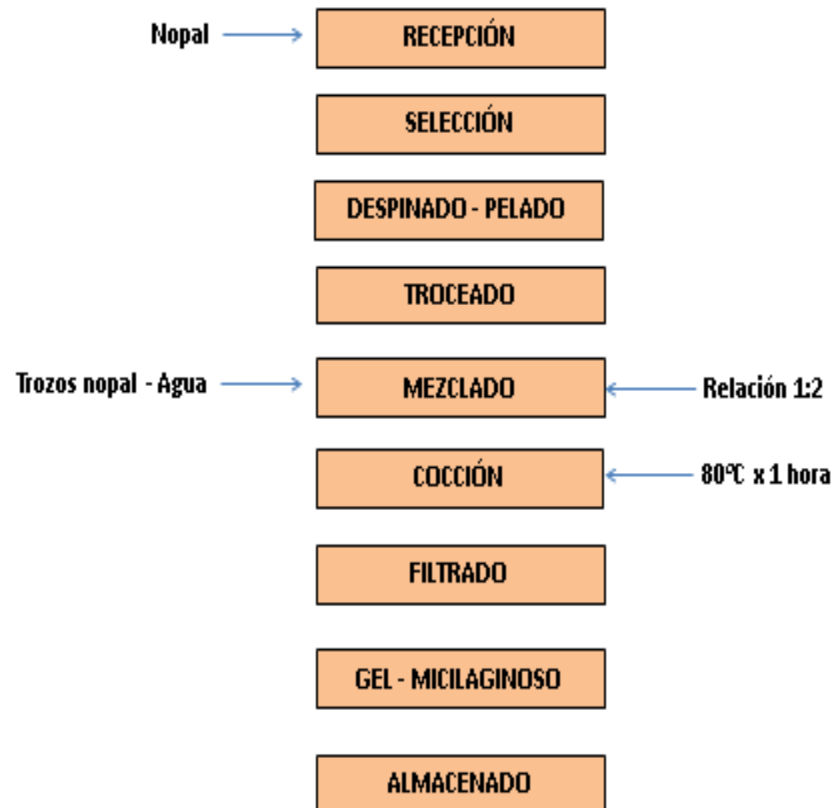 Nopal
RECEPCIÓN
SELECCIÓN
DESPINADO - PELADO
TROCEADO
Trozos nopal - Agua
MEZCLADO
Relación 1:2
COCCIÓN
80ºC x 1 hora
FILTRADO
GEL - MICILAGINOSO
ALMACENADO